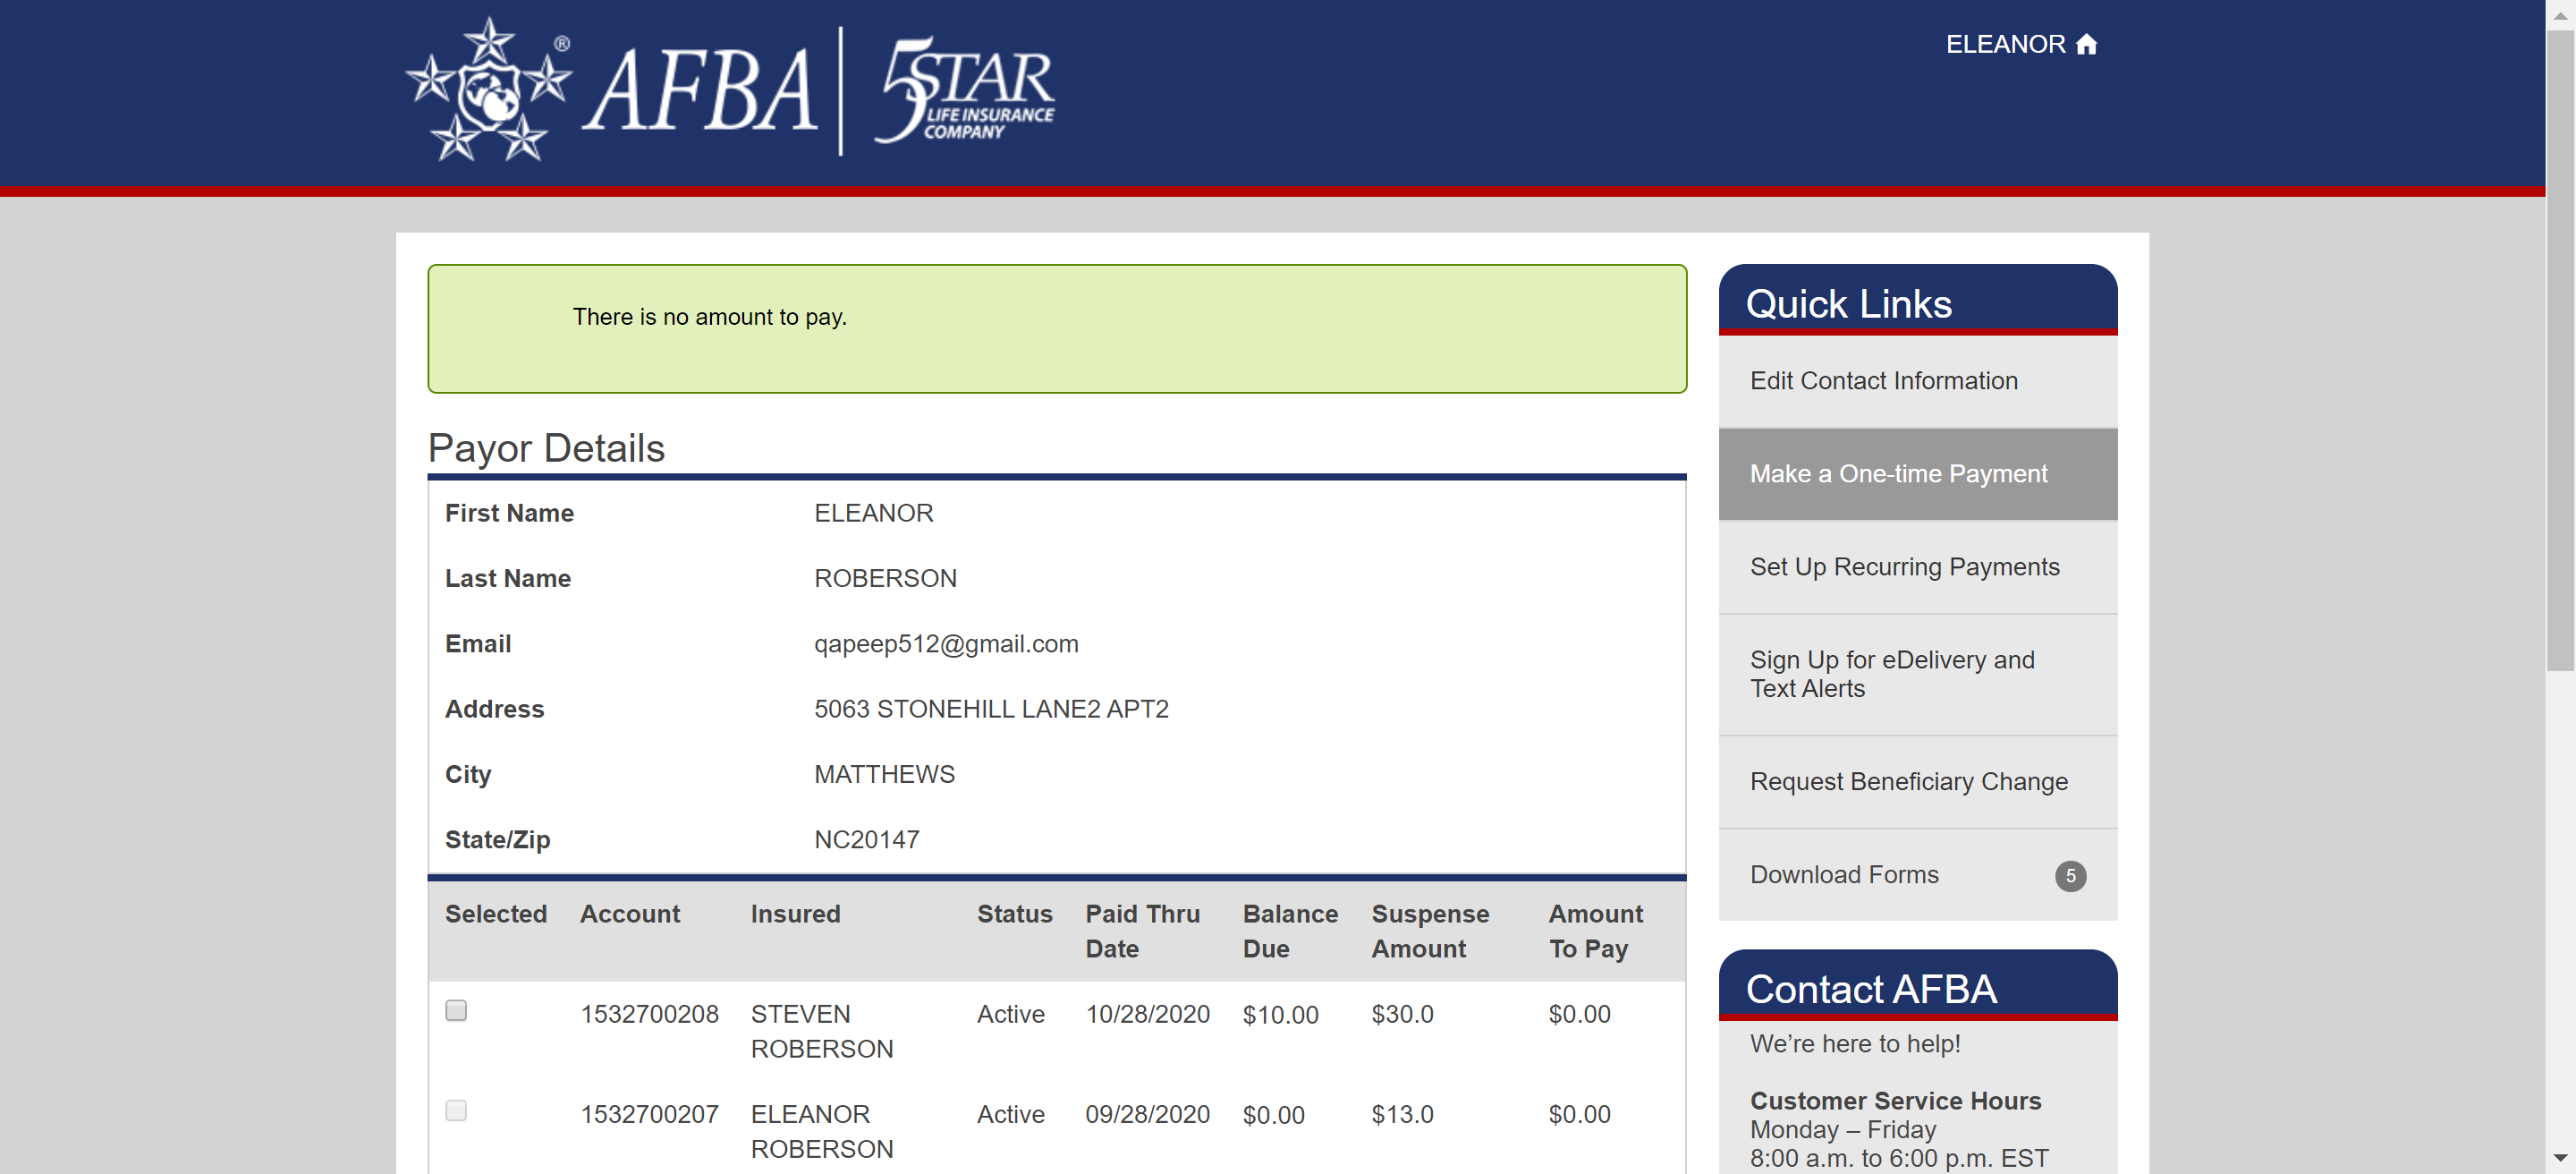 AFBA
®
5STAR
LIFE INSURANCE
COMPANY
ELEANOR
There is no amount to pay.
Payor Details
First Name ELEANOR
Last Name ROBERSON
Email qapeep512@gmail.com
Address 5063 STONEHILL LANE2 APT2
City MATTHEWS
State/Zip NC20147
Selected Account Insured Status Paid Thru Balance Suspense Amount
Date Due Amount To Pay
1532700208 STEVEN Active 10/28/2020 $10.00 $30.0 $0.00
ROBERSON
1532700207 ELEANOR Active 09/28/2020 $0.00 $13.0 $0.00
ROBERSON
Quick Links
Edit Contact Information
Make a One-time Payment
Set Up Recurring Payments
Sign Up for eDelivery and
Text Alerts
Request Beneficiary Change
Download Forms 5
Contact AFBA
We’re here to help!
Customer Service Hours
Monday – Friday
8:00 a.m. to 6:00 p.m. EST